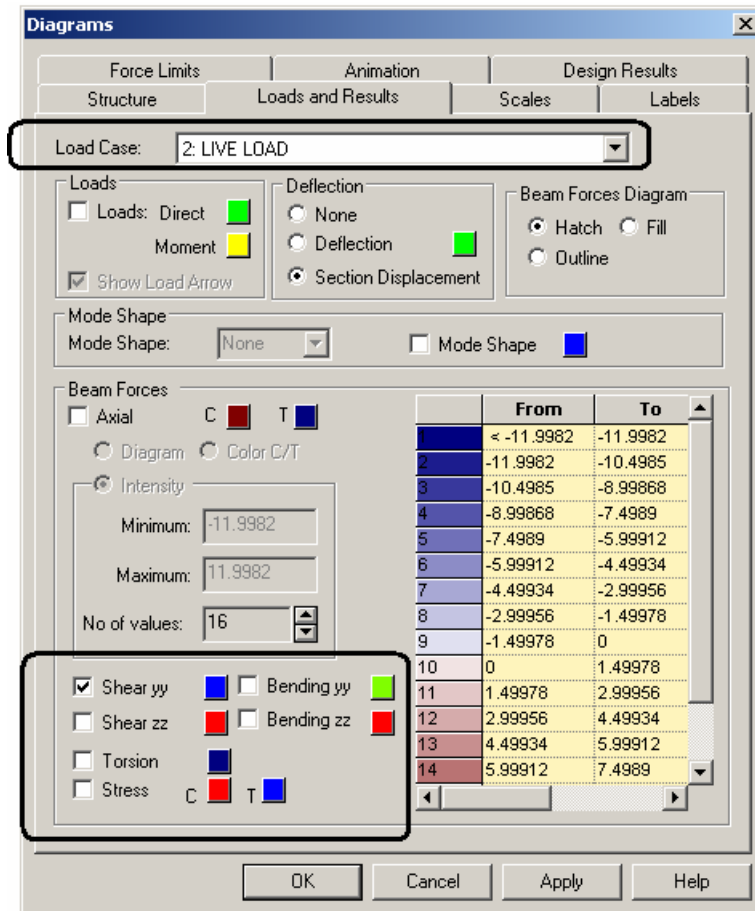 Diagrams
Force Limits Animation Design Results
Structure Loads and Results Scales Labels
Load Case: 2: LIVE LOAD
Loads
Loads: Direct
Moment
Show Load Arrow
Deflection
None
Deflection
Section Displacement
Beam Forces Diagram
Hatch Fill
Outline
Mode Shape
Mode Shape: None Mode Shape
Beam Forces
Axial C T
Diagram Color C/T
Intensity
Minimum: -11.9982
Maximum: 11.9982
No of values: 16
Shear yy Bending yy
Shear zz Bending zz
Torsion
Stress C T
From To
1 < -11.9982 -11.9982
2 -11.9982 -10.4985
3 -10.4985 -8.99868
4 -8.99868 -7.4989
5 -7.4989 -5.99912
6 -5.99912 -4.49934
7 -4.49934 -2.99956
8 -2.99956 -1.49978
9 -1.49978 0
10 0 1.49978
11 1.49978 2.99956
12 2.99956 4.49934
13 4.49934 5.99912
14 5.99912 7.4989
OK Cancel Apply Help